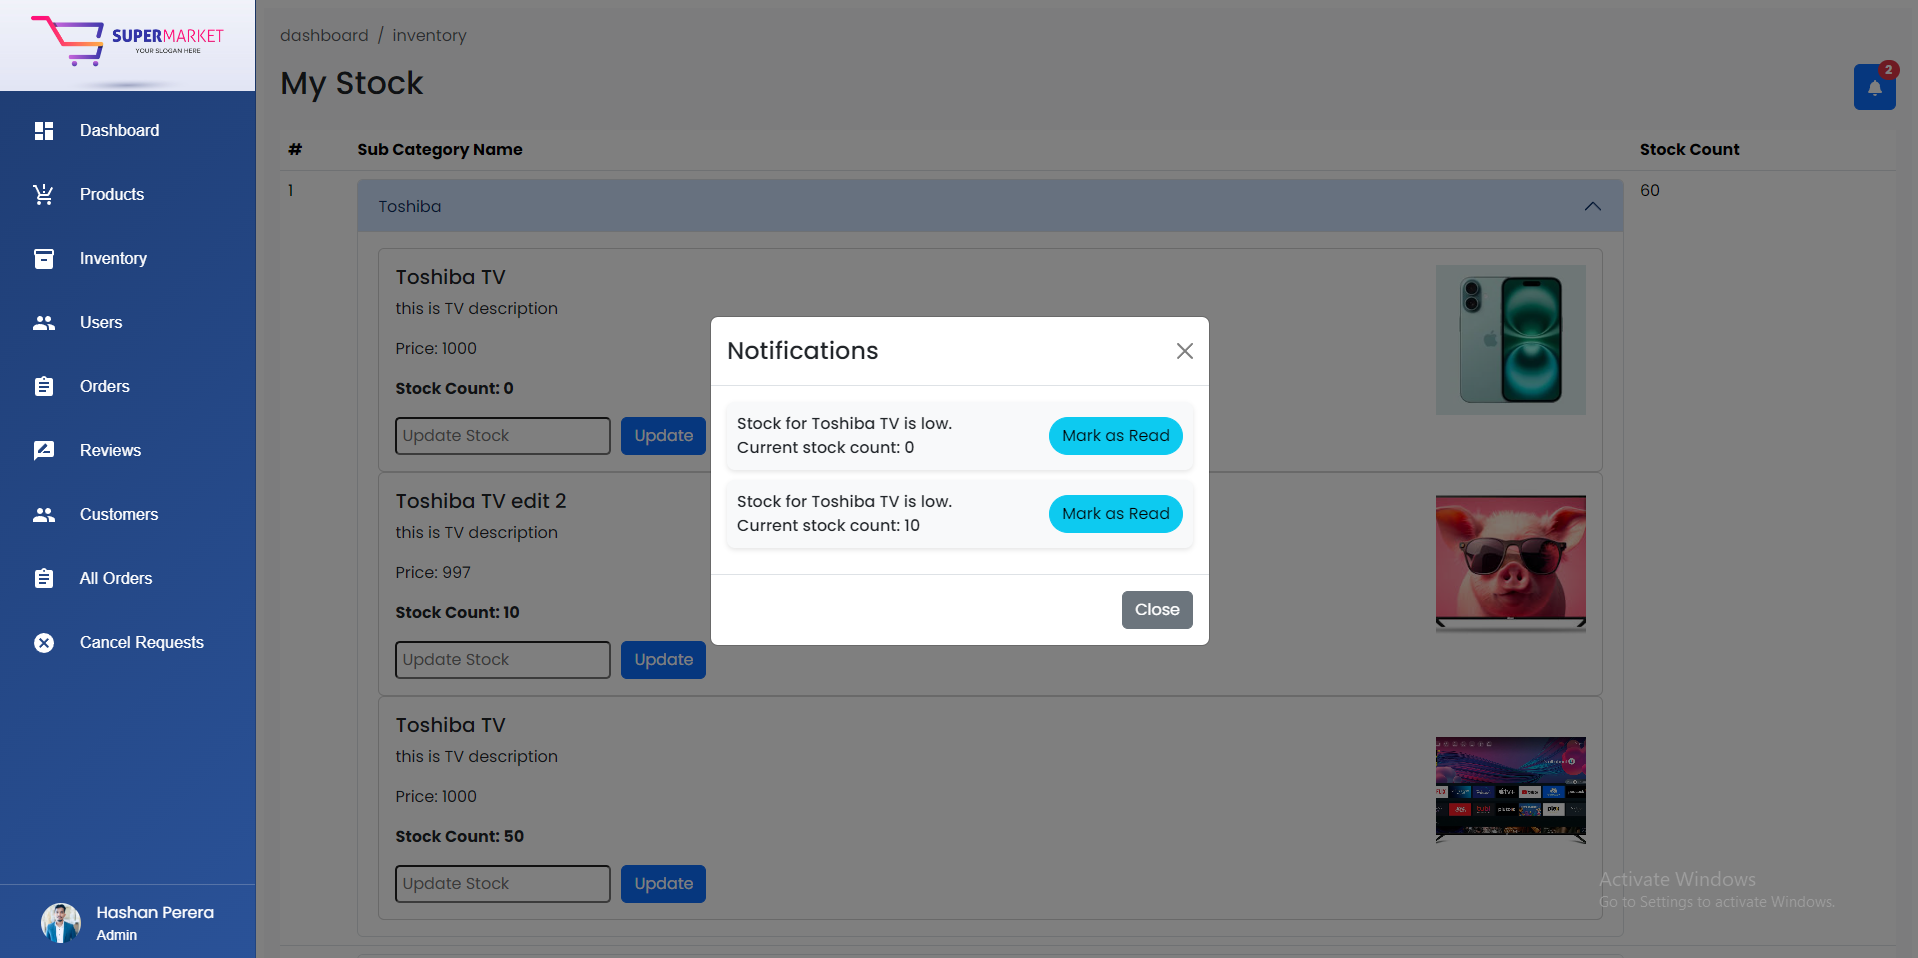 SUPERMARKET
YOUR SLOGAN HERE
Dashboard
Products
Inventory
Users
Orders
Reviews
Customers
All Orders
Cancel Requests
Hashan Perera
Admin
dashboard / inventory
My Stock
2
# Sub Category Name Stock Count
1 Toshiba 60
Toshiba TV
this is TV description
Price: 1000
Stock Count: 0
Update Stock Update
Toshiba TV edit 2
this is TV description
Price: 997
Stock Count: 10
Update Stock Update
Toshiba TV
this is TV description
Price: 1000
Stock Count: 50
Update Stock Update
Notifications
Stock for Toshiba TV is low.
Current stock count: 0
Mark as Read
Stock for Toshiba TV is low.
Current stock count: 10
Mark as Read
Close
Activate Windows
Go to Settings to activate Windows.